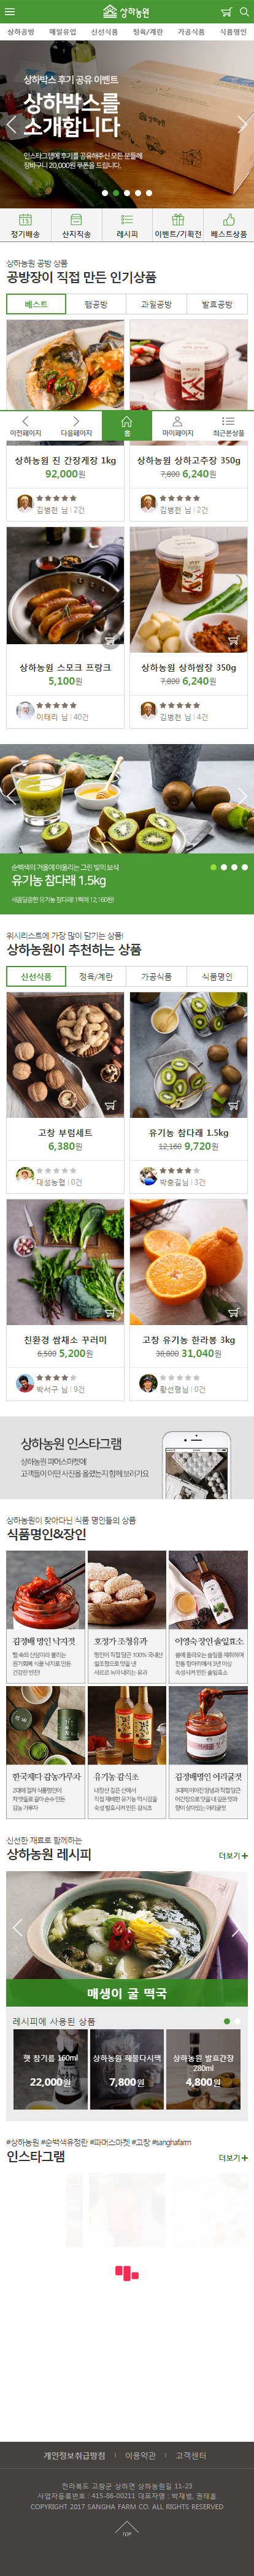 상하농원
상하공방 매일유업 신선식품 정육/계란 가공식품 식품명인
상하박스 후기 공유 이벤트
상하박스를
소개합니다
인스타그램에 후기를 공유해주신 모든 분들께
장바구니 20,000원 쿠폰을 드립니다.
정기배송 산지직송 레시피 이벤트/기획전 베스트상품
상하농원 공방 상품
공방장이 직접 만든 인기상품
베스트 햄공방 과일공방 발효공방
이전페이지 다음페이지 홈 마이페이지 최근본상품
상하농원 진 간장게장 1kg
92,000원
김병전 님 | 2건
상하농원 상하고추장 350g
7,800 6,240원
김병전 님 | 2건
상하농원 스모크 프랑크
5,100원
이태리 님 | 40건
상하농원 상하쌈장 350g
7,800 6,240원
김병전 님 | 4건
순백색의 겨울에 어울리는 그린 빛의 보석
유기농 참다래 1.5kg
새콤달콤한 유기농 참다래! 1팩에 12,160원!
위시리스트에 가장 많이 담기는 상품!
상하농원이 추천하는 상품
신선식품 정육/계란 가공식품 식품명인
고창 부럼세트
6,380원
대성농협 | 0건
유기농 참다래 1.5kg
12,160 9,720원
박종길님 | 3건
친환경 쌈채소 꾸러미
6,500 5,200원
박서구 님 | 9건
고창 유기농 한라봉 3kg
38,800 31,040원
황선형님 | 0건
상하농원 인스타그램
상하농원 파머스마켓에
고객들이 어떤 사진을 올렸는지 함께 보러가요
상하농원이 찾아다닌 식품 명인들의 상품
식품명인&장인
김정배 명인 낙지젓
호정가 조청유과
이영숙 장인 솔잎효소
한국제다 감농가루차
유기농 감식초
김정배명인 어리굴젓
신선한 재료로 함께하는
상하농원 레시피
더보기+
매생이 굴 떡국
레시피에 사용된 상품
햇 참기름 160ml
22,000원
상하농원 해물다시팩
7,800원
상하농원 발효간장
280ml
4,800원
#상하농원 #순백색유정란 #파머스마켓 #고창 #sanghafarm
인스타그램
더보기+
개인정보취급방침 | 이용약관 | 고객센터
전라북도 고창군 상하면 상하농원길 11-23
사업자등록번호 : 415-86-00211 대표자명 : 박재범, 권태훈
COPYRIGHT 2017 SANGHA FARM CO. ALL RIGHTS RESERVED
TOP